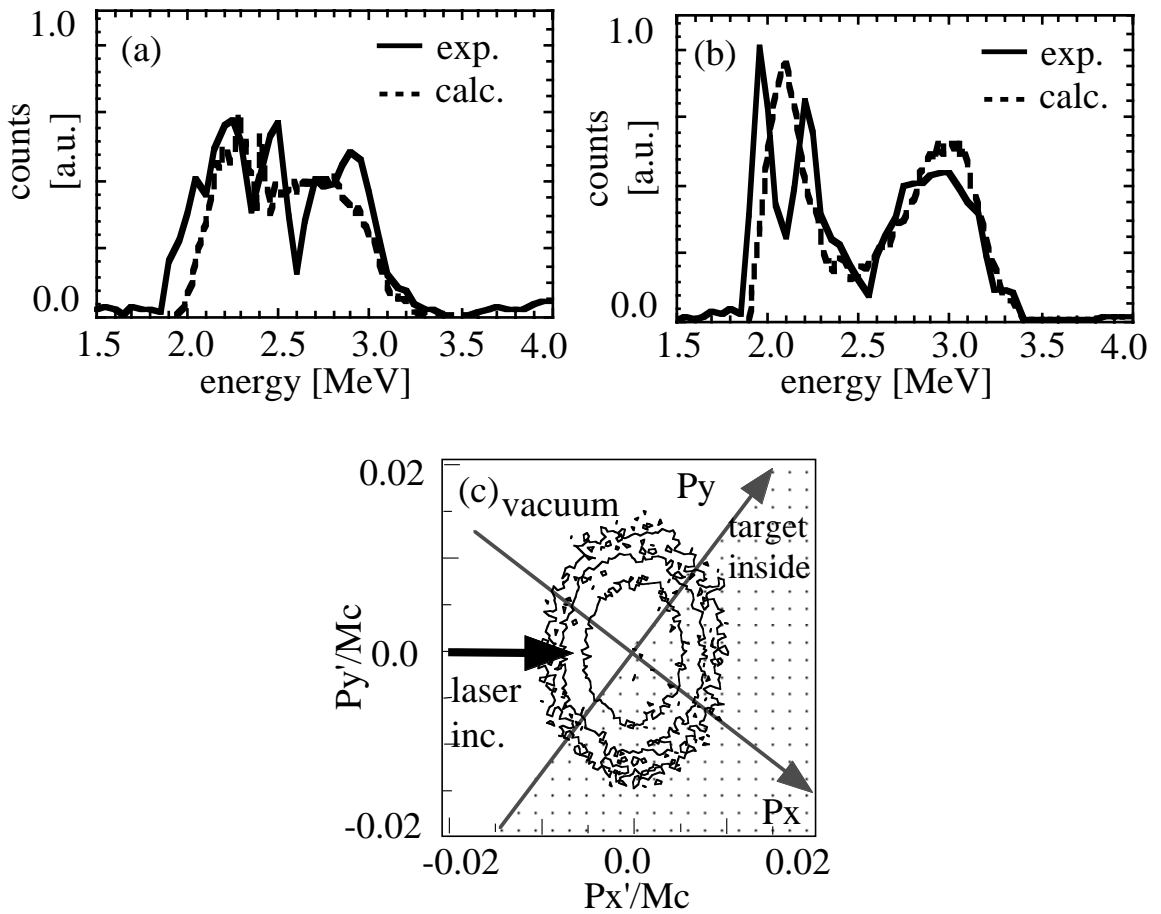 (a)
exp.
calc.
1.0
counts
[a.u.]
0.0
1.5 2.0 2.5 3.0 3.5 4.0
energy [MeV]
(b)
exp.
calc.
1.0
counts
[a.u.]
0.0
1.5 2.0 2.5 3.0 3.5 4.0
energy [MeV]
(c)
vacuum
Py
target
inside
laser
inc.
Px
0.02
0.0
-0.02
Py'/Mc
-0.02 0.0 0.02
Px'/Mc